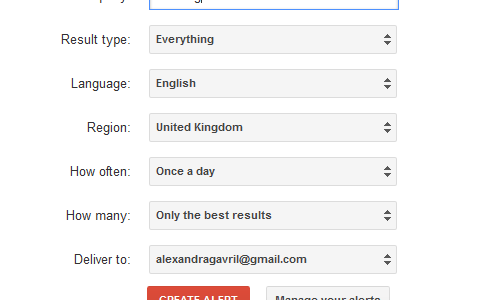 Result type: Everything
Language: English
Region: United Kingdom
How often: Once a day
How many: Only the best results
Deliver to: alexandragavril@gmail.com
CREATE ALERT Manage your alerts